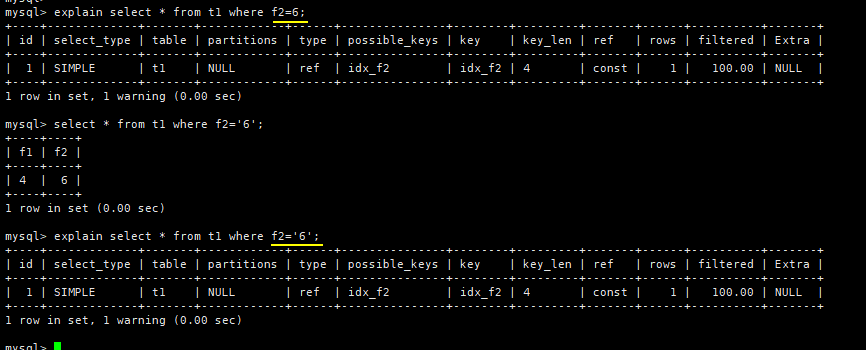 mysql> explain select * from t1 where f2=6;
+----+-------------+-------+------------+------+---------------+--------+---------+-------+------+----------+-------+
| id | select_type | table | partitions | type | possible_keys | key    | key_len | ref   | rows | filtered | Extra |
+----+-------------+-------+------------+------+---------------+--------+---------+-------+------+----------+-------+
|  1 | SIMPLE      | t1    | NULL       | ref  | idx_f2        | idx_f2 | 4       | const |    1 |   100.00 | NULL  |
+----+-------------+-------+------------+------+---------------+--------+---------+-------+------+----------+-------+
1 row in set, 1 warning (0.00 sec)
mysql> select * from t1 where f2='6';
+----+----+
| f1 | f2 |
+----+----+
| 4  |  6 |
+----+----+
1 row in set (0.00 sec)
mysql> explain select * from t1 where f2='6';
+----+-------------+-------+------------+------+---------------+--------+---------+-------+------+----------+-------+
| id | select_type | table | partitions | type | possible_keys | key    | key_len | ref   | rows | filtered | Extra |
+----+-------------+-------+------------+------+---------------+--------+---------+-------+------+----------+-------+
|  1 | SIMPLE      | t1    | NULL       | ref  | idx_f2        | idx_f2 | 4       | const |    1 |   100.00 | NULL  |
+----+-------------+-------+------------+------+---------------+--------+---------+-------+------+----------+-------+
1 row in set, 1 warning (0.00 sec)
mysql>